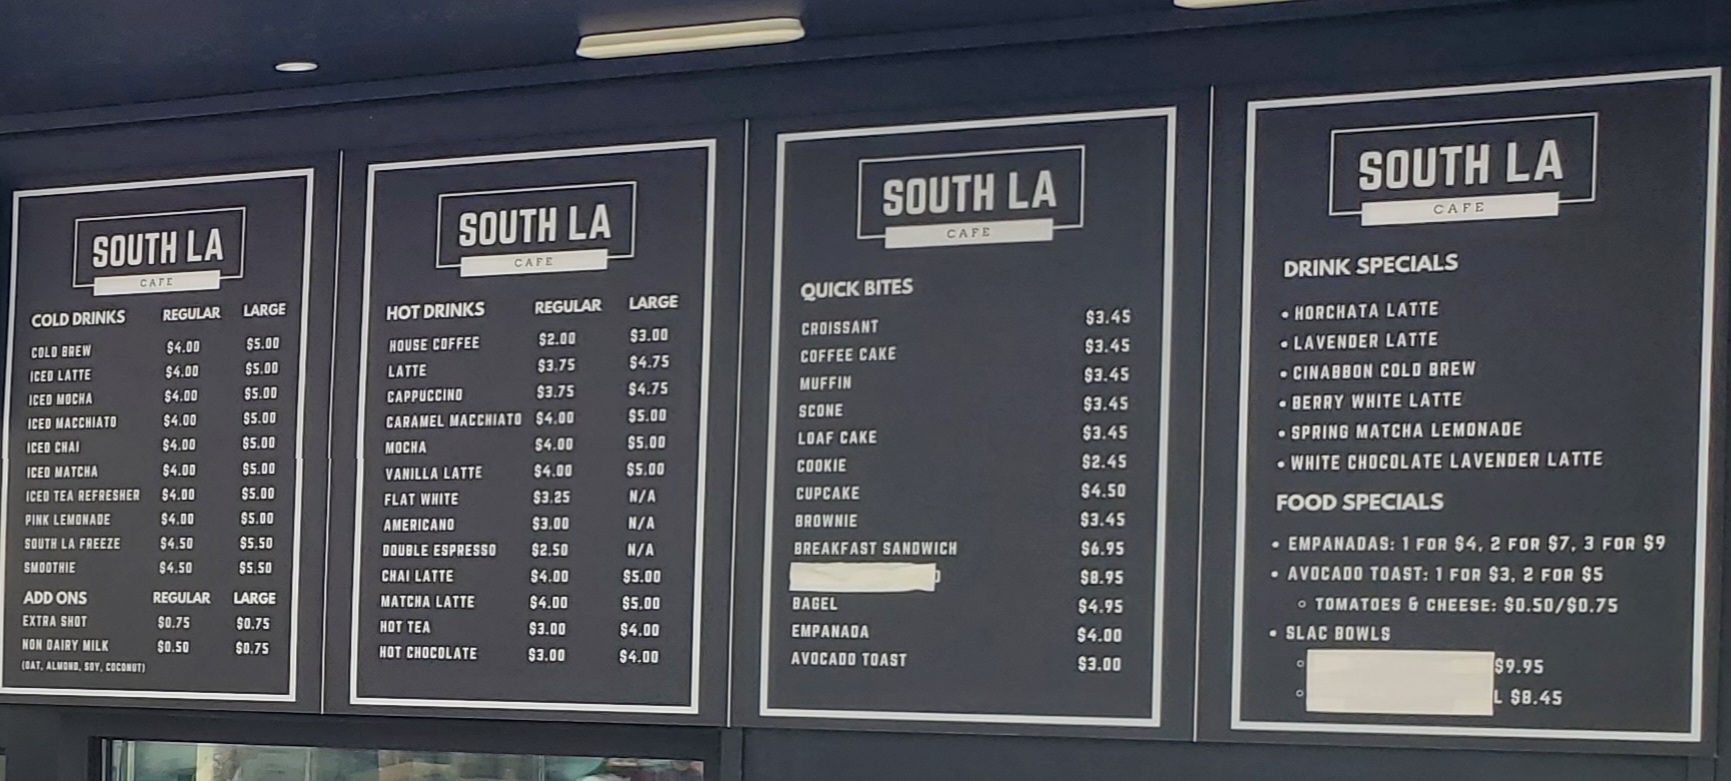 SOUTH LA
CAFE
COLD DRINKS REGULAR LARGE
COLD BREW $4.00 $5.00
ICED LATTE $4.00 $5.00
ICED MOCHA $4.00 $5.00
ICED MACCHIATO $4.00 $5.00
ICED CHAI $4.00 $5.00
ICED MATCHA $4.00 $5.00
ICED TEA REFRESHER $4.00 $5.00
PINK LEMONADE $4.00 $5.00
SOUTH LA FREEZE $4.50 $5.50
SMOOTHIE $4.50 $5.50
ADD ONS REGULAR LARGE
EXTRA SHOT $0.75 $0.75
NON DAIRY MILK $0.50 $0.75
(OAT, ALMOND, SOY, COCONUT)
SOUTH LA
CAFE
HOT DRINKS REGULAR LARGE
HOUSE COFFEE $2.00 $3.00
LATTE $3.75 $4.75
CAPPUCCINO $3.75 $4.75
CARAMEL MACCHIATO $4.00 $5.00
MOCHA $4.00 $5.00
VANILLA LATTE $4.00 $5.00
FLAT WHITE $3.25 N/A
AMERICANO $3.00 N/A
DOUBLE ESPRESSO $2.50 N/A
CHAI LATTE $4.00 $5.00
MATCHA LATTE $4.00 $5.00
HOT TEA $3.00 $4.00
HOT CHOCOLATE $3.00 $4.00
SOUTH LA
CAFE
QUICK BITES
CROISSANT $3.45
COFFEE CAKE $3.45
MUFFIN $3.45
SCONE $3.45
LOAF CAKE $3.45
COOKIE $2.45
CUPCAKE $4.50
BROWNIE $3.45
BREAKFAST SANDWICH $6.95
$8.95
BAGEL $4.95
EMPANADA $4.00
AVOCADO TOAST $3.00
SOUTH LA
CAFE
DRINK SPECIALS
• HORCHATA LATTE
• LAVENDER LATTE
• CINABBON COLD BREW
• BERRY WHITE LATTE
• SPRING MATCHA LEMONADE
• WHITE CHOCOLATE LAVENDER LATTE
FOOD SPECIALS
• EMPANADAS: 1 FOR $4, 2 FOR $7, 3 FOR $9
• AVOCADO TOAST: 1 FOR $3, 2 FOR $5
○ TOMATOES & CHEESE: $0.50/$0.75
• SLAC BOWLS
○ $9.95
○ L $8.45